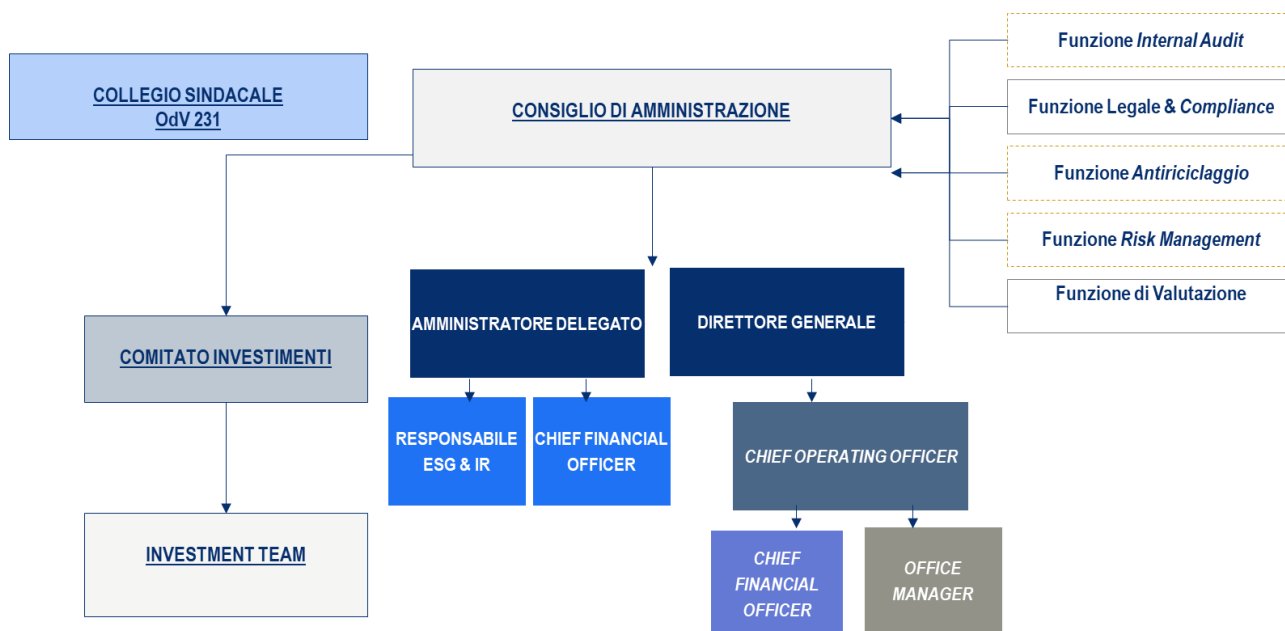 COLLEGIO SINDACALE
OdV 231
CONSIGLIO DI AMMINISTRAZIONE
Funzione Internal Audit
Funzione Legale & Compliance
Funzione Antiriciclaggio
Funzione Risk Management
Funzione di Valutazione
COMITATO INVESTIMENTI
INVESTMENT TEAM
AMMINISTRATORE DELEGATO
DIRETTORE GENERALE
RESPONSABILE
ESG & IR
CHIEF FINANCIAL
OFFICER
CHIEF OPERATING OFFICER
CHIEF
FINANCIAL
OFFICER
OFFICE
MANAGER